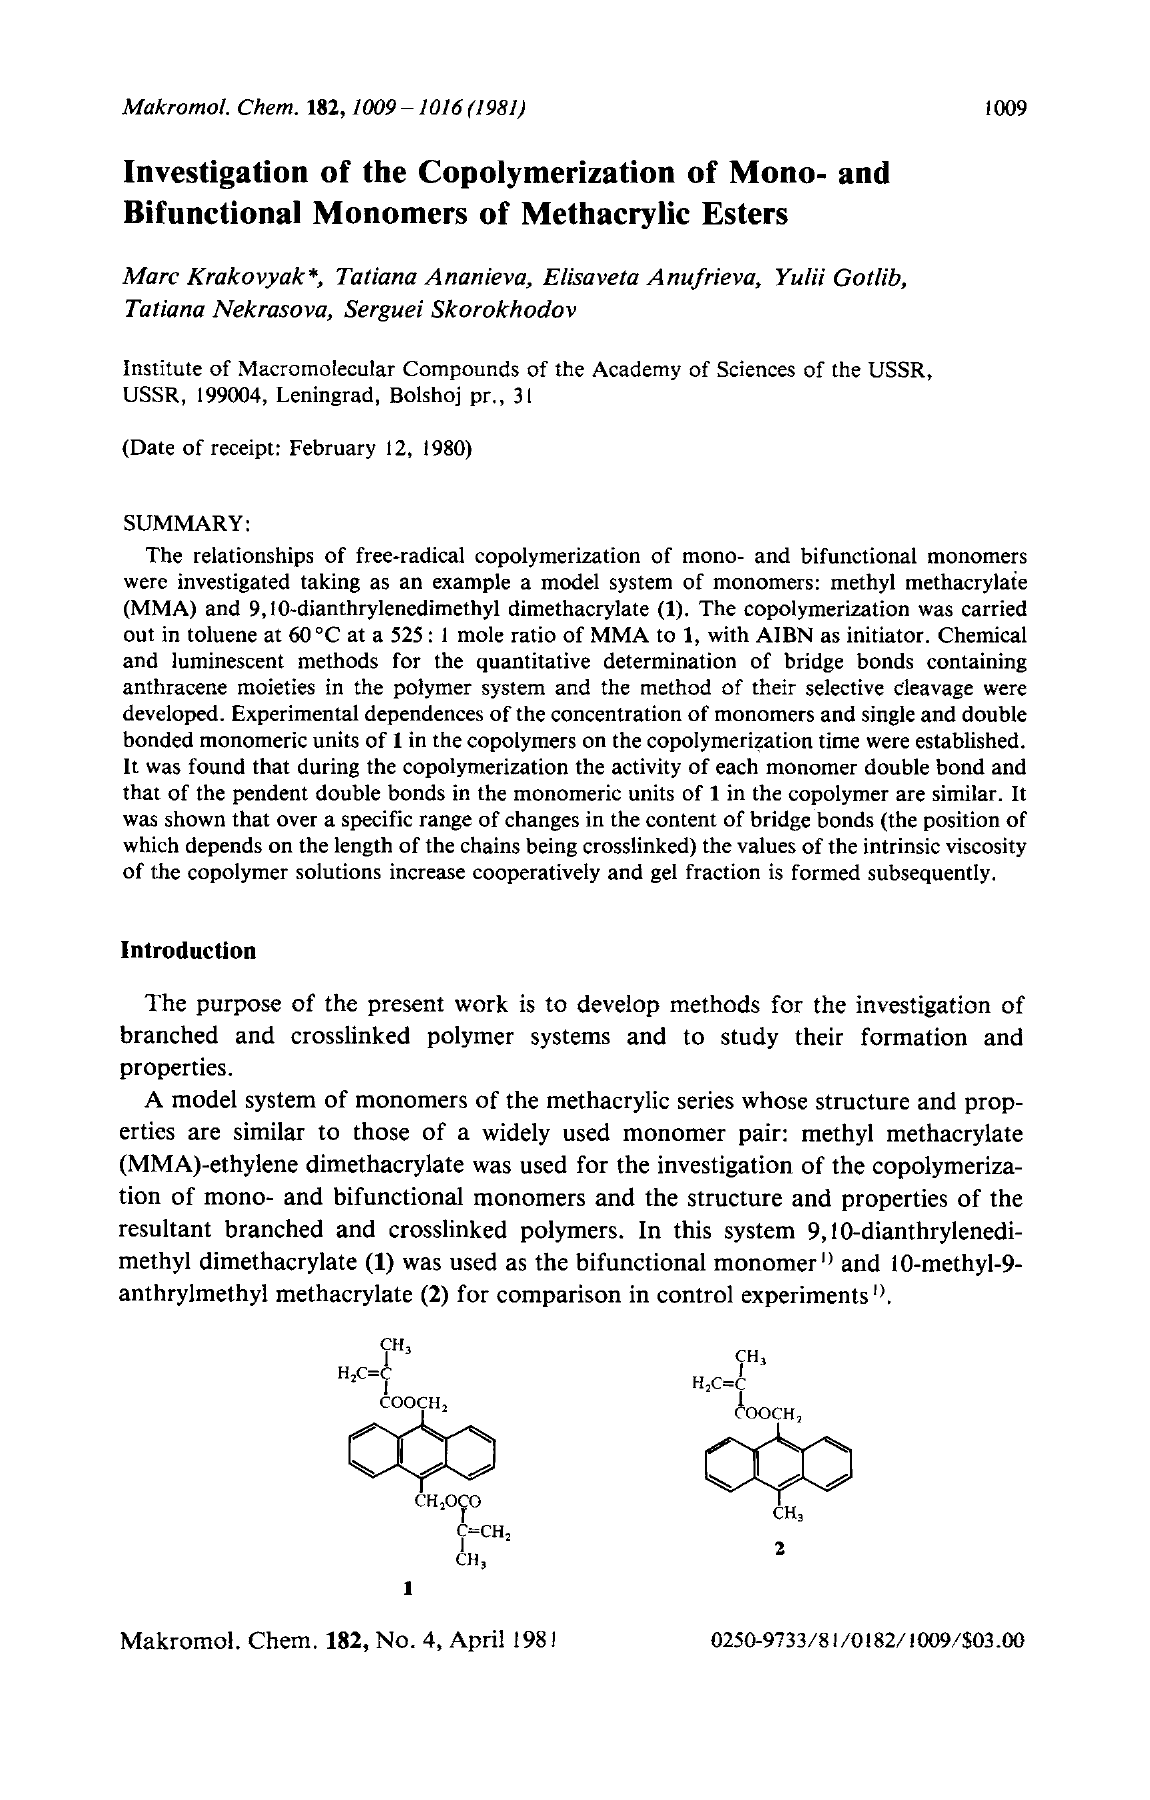 Makromol. Chem. 182, 1009 – 1016 (1981) 1009
Investigation of the Copolymerization of Mono- and
Bifunctional Monomers of Methacrylic Esters
Marc Krakovyak*, Tatiana Ananieva, Elisaveta Anufrieva, Yulii Gotlib,
Tatiana Nekrasova, Serguei Skorokhodov
Institute of Macromolecular Compounds of the Academy of Sciences of the USSR,
USSR, 199004, Leningrad, Bolshoj pr., 31
(Date of receipt: February 12, 1980)
SUMMARY:
The relationships of free-radical copolymerization of mono- and bifunctional monomers
were investigated taking as an example a model system of monomers: methyl methacrylate
(MMA) and 9,10-dianthrylenedimethyl dimethacrylate (1). The copolymerization was carried
out in toluene at 60 °C at a 525 : 1 mole ratio of MMA to 1, with AIBN as initiator. Chemical
and luminescent methods for the quantitative determination of bridge bonds containing
anthracene moieties in the polymer system and the method of their selective cleavage were
developed. Experimental dependences of the concentration of monomers and single and double
bonded monomeric units of 1 in the copolymers on the copolymerization time were established.
It was found that during the copolymerization the activity of each monomer double bond and
that of the pendent double bonds in the monomeric units of 1 in the copolymer are similar. It
was shown that over a specific range of changes in the content of bridge bonds (the position of
which depends on the length of the chains being crosslinked) the values of the intrinsic viscosity
of the copolymer solutions increase cooperatively and gel fraction is formed subsequently.
Introduction
The purpose of the present work is to develop methods for the investigation of
branched and crosslinked polymer systems and to study their formation and
properties.
A model system of monomers of the methacrylic series whose structure and prop-
erties are similar to those of a widely used monomer pair: methyl methacrylate
(MMA)-ethylene dimethacrylate was used for the investigation of the copolymeriza-
tion of mono- and bifunctional monomers and the structure and properties of the
resultant branched and crosslinked polymers. In this system 9,10-dianthrylenedi-
methyl dimethacrylate (1) was used as the bifunctional monomer¹⁾ and 10-methyl-9-
anthrylmethyl methacrylate (2) for comparison in control experiments¹⁾.
CH₃
H₂C=C
COOCH₂
CH₂OCO
C=CH₂
CH₃
1
CH₃
H₂C=C
COOCH₂
CH₃
2
Makromol. Chem. 182, No. 4, April 1981 0250-9733/81/0182/1009/$03.00